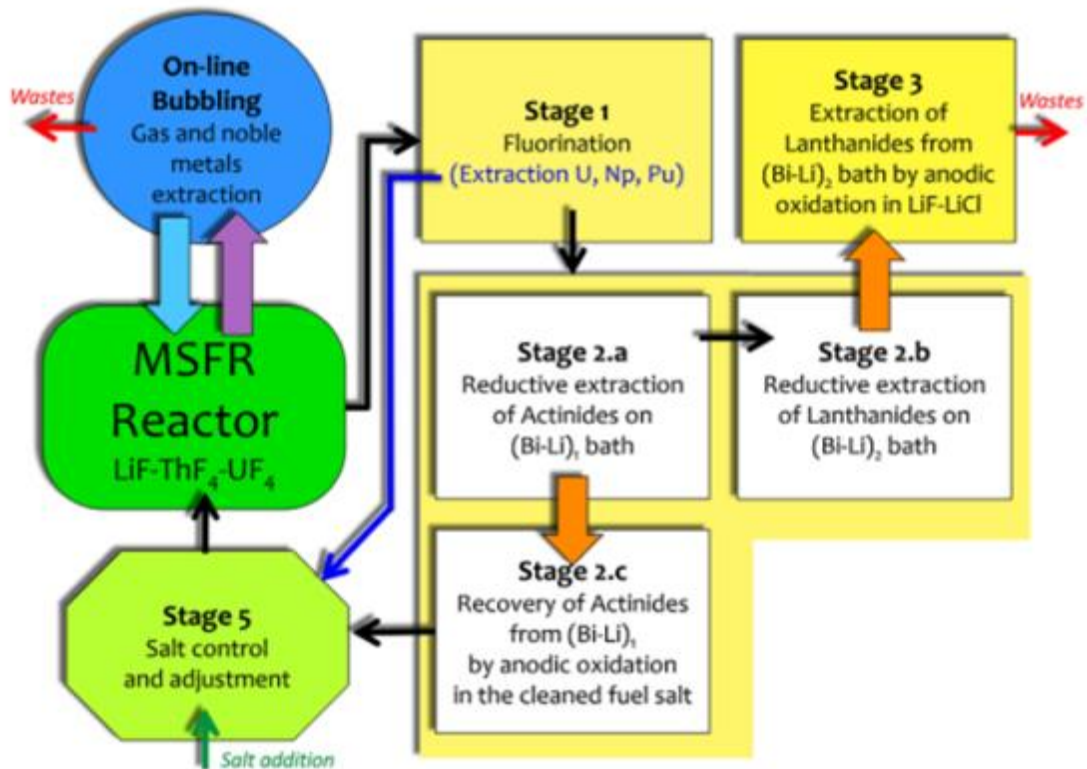 On-line
Bubbling
Gas and noble
metals
extraction
Wastes
MSFR
Reactor
LiF-ThF₄-UF₄
Stage 5
Salt control
and adjustment
Salt addition
Stage 1
Fluorination
(Extraction U, Np, Pu)
Stage 2.a
Reductive extraction
of Actinides on
(Bi-Li)₁ bath
Stage 2.b
Reductive extraction
of Lanthanides on
(Bi-Li)₂ bath
Stage 2.c
Recovery of Actinides
from (Bi-Li)₁
by anodic oxidation
in the cleaned fuel salt
Stage 3
Extraction of
Lanthanides from
(Bi-Li)₂ bath by anodic
oxidation in LiF-LiCl
Wastes